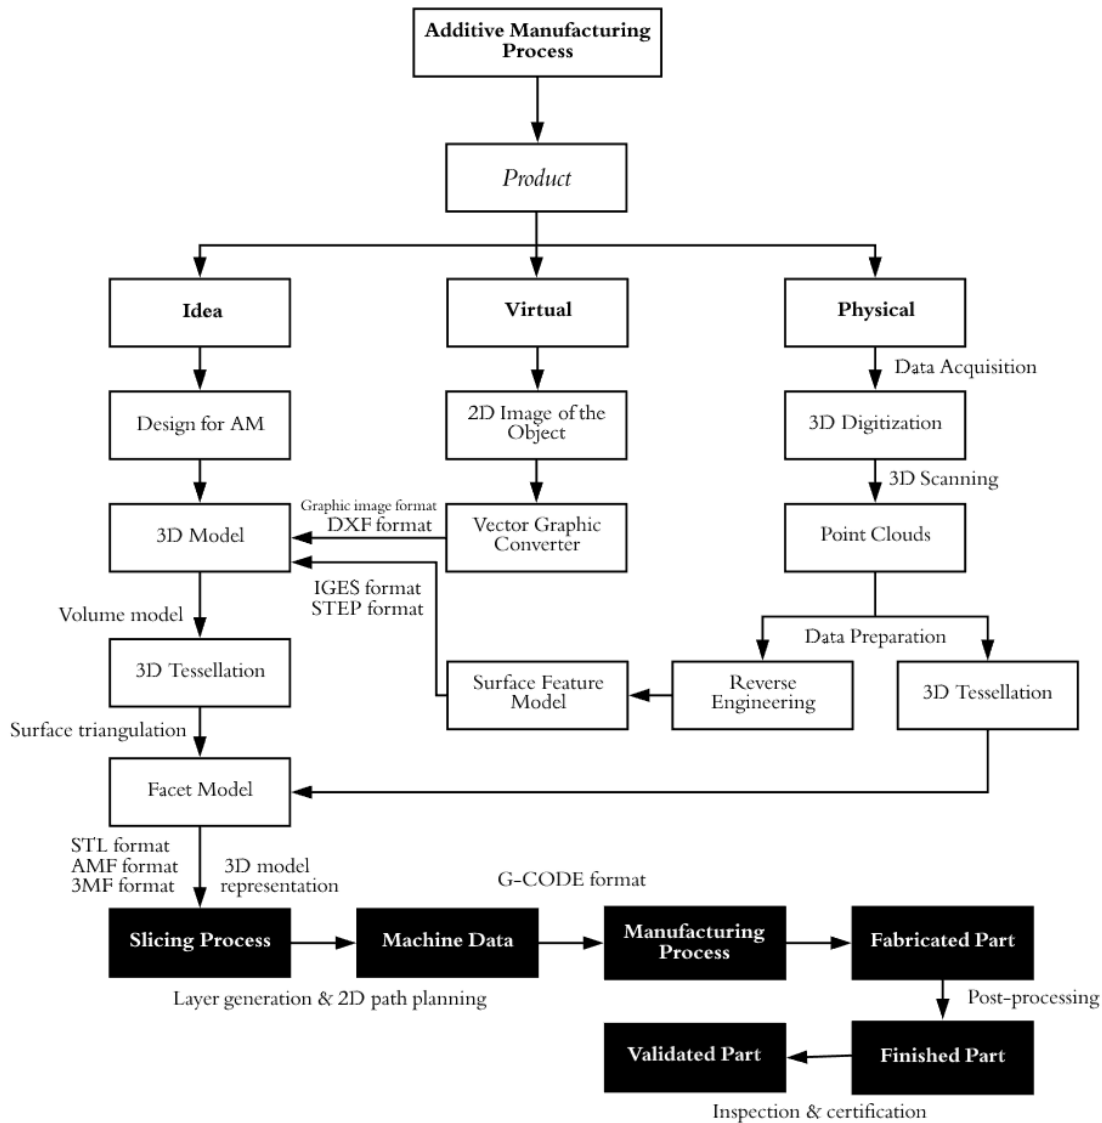 Additive Manufacturing
Process
Product
Idea
Virtual
Physical
Data Acquisition
Design for AM
2D Image of the
Object
3D Digitization
3D Scanning
Graphic image format
DXF format
3D Model
Vector Graphic
Converter
Point Clouds
IGES format
STEP format
Volume model
Data Preparation
3D Tessellation
Surface Feature
Model
Reverse
Engineering
3D Tessellation
Surface triangulation
Facet Model
STL format
AMF format
3MF format
3D model
representation
G-CODE format
Slicing Process
Machine Data
Manufacturing
Process
Fabricated Part
Layer generation & 2D path planning
Post-processing
Validated Part
Finished Part
Inspection & certification